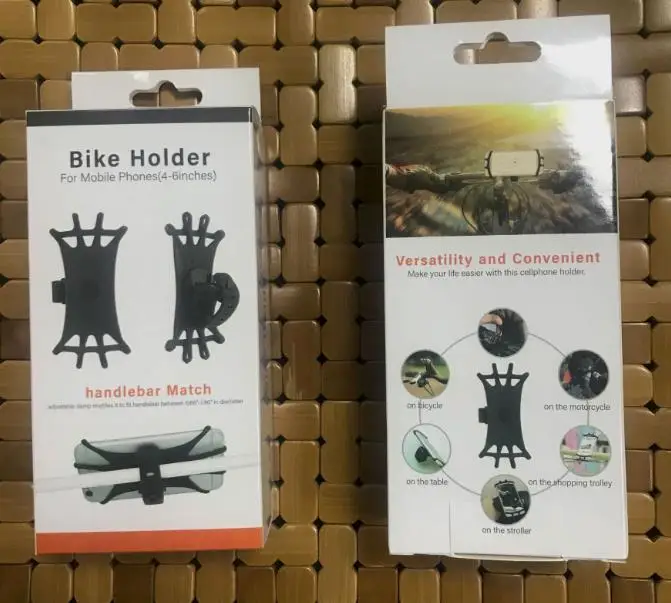 Bike Holder
For Mobile Phones(4-6inches)
handlebar Match
Versatility and Convenient
Make your life easier with this cellphone holder.
on bicycle
on the motorcycle
on the table
on the shopping trolley
on the stroller